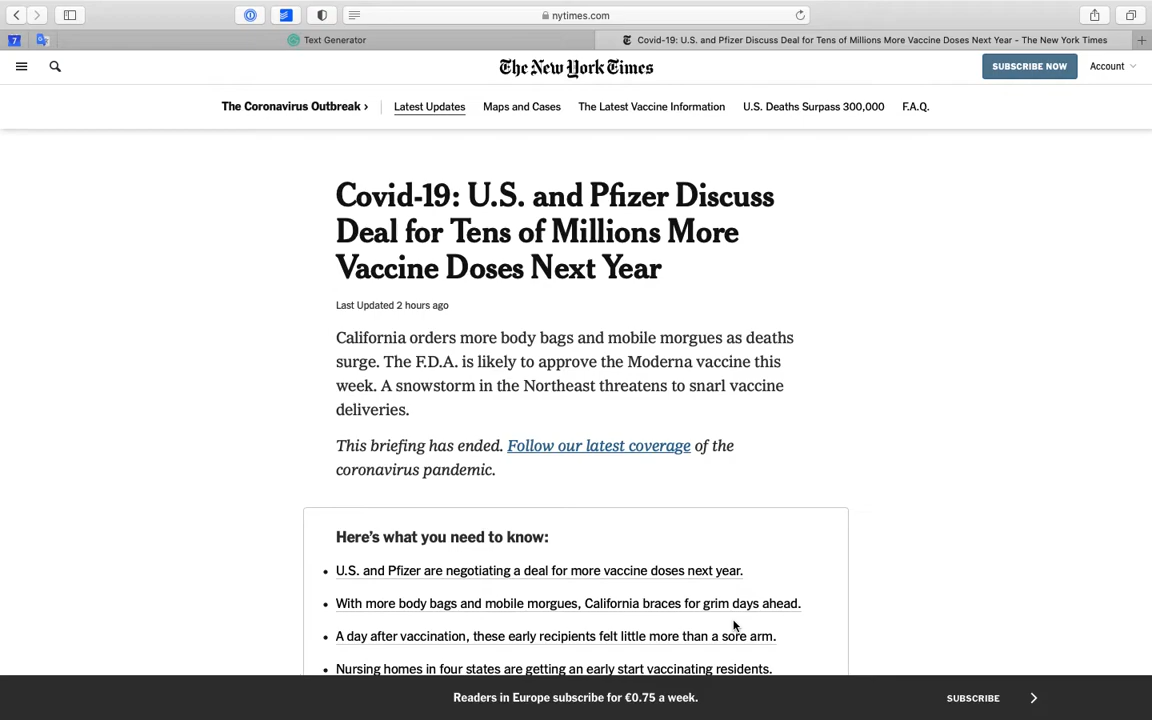 nytimes.com
7
Text Generator
Covid-19: U.S. and Pfizer Discuss Deal for Tens of Millions More Vaccine Doses Next Year - The New York Times
The New York Times
SUBSCRIBE NOW
Account
The Coronavirus Outbreak ›
Latest Updates
Maps and Cases
The Latest Vaccine Information
U.S. Deaths Surpass 300,000
F.A.Q.
Covid-19: U.S. and Pfizer Discuss
Deal for Tens of Millions More
Vaccine Doses Next Year
Last Updated 2 hours ago
California orders more body bags and mobile morgues as deaths
surge. The F.D.A. is likely to approve the Moderna vaccine this
week. A snowstorm in the Northeast threatens to snarl vaccine
deliveries.
This briefing has ended. Follow our latest coverage of the
coronavirus pandemic.
Here's what you need to know:
• U.S. and Pfizer are negotiating a deal for more vaccine doses next year.
• With more body bags and mobile morgues, California braces for grim days ahead.
• A day after vaccination, these early recipients felt little more than a sore arm.
• Nursing homes in four states are getting an early start vaccinating residents.
Readers in Europe subscribe for €0.75 a week.
SUBSCRIBE